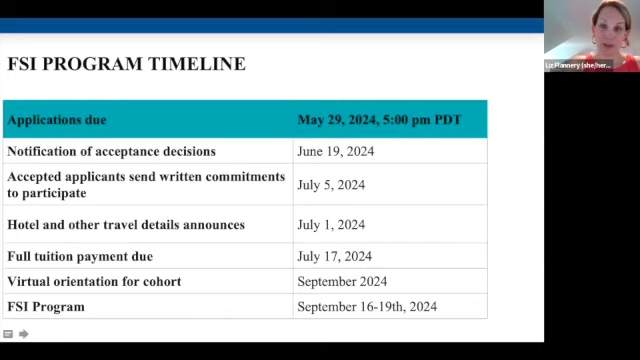 FSI PROGRAM TIMELINE
Applications due May 29, 2024, 5:00 pm PDT
Notification of acceptance decisions June 19, 2024
Accepted applicants send written commitments
to participate July 5, 2024
Hotel and other travel details announces July 1, 2024
Full tuition payment due July 17, 2024
Virtual orientation for cohort September 2024
FSI Program September 16-19th, 2024
Liz Flannery (she/her...